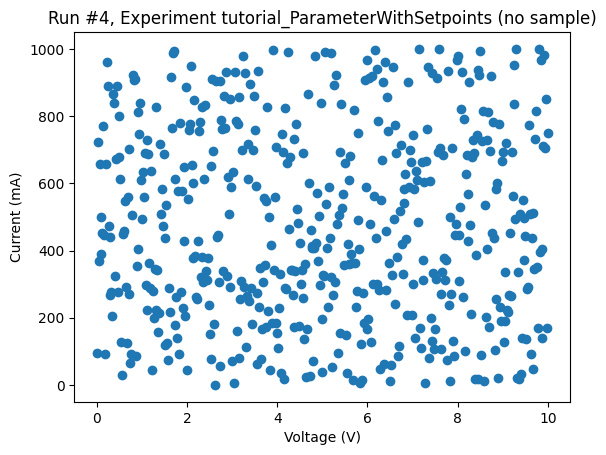 Run #4, Experiment tutorial_ParameterWithSetpoints (no sample)
1000
800
600
400
200
0
Current (mA)
0 2 4 6 8 10
Voltage (V)